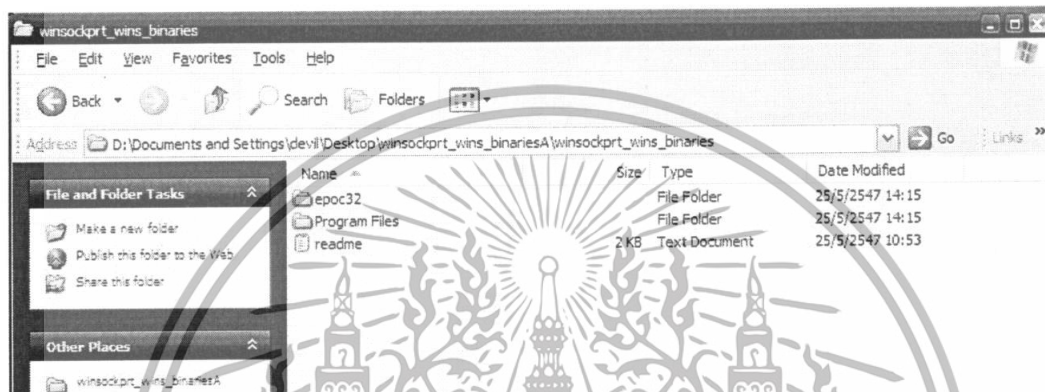 winsockprt_wins_binaries
File Edit View Favorites Tools Help
Back Search Folders
Address D:\Documents and Settings\devil\Desktop\winsockprt_wins_binariesA\winsockprt_wins_binaries Go Links »
Name Size Type Date Modified
File and Folder Tasks
epoc32 File Folder 25/5/2547 14:15
Program Files File Folder 25/5/2547 14:15
readme 2 KB Text Document 25/5/2547 10:53
Make a new folder
Publish this folder to the Web
Share this folder
Other Places
winsockprt_wins_binariesA